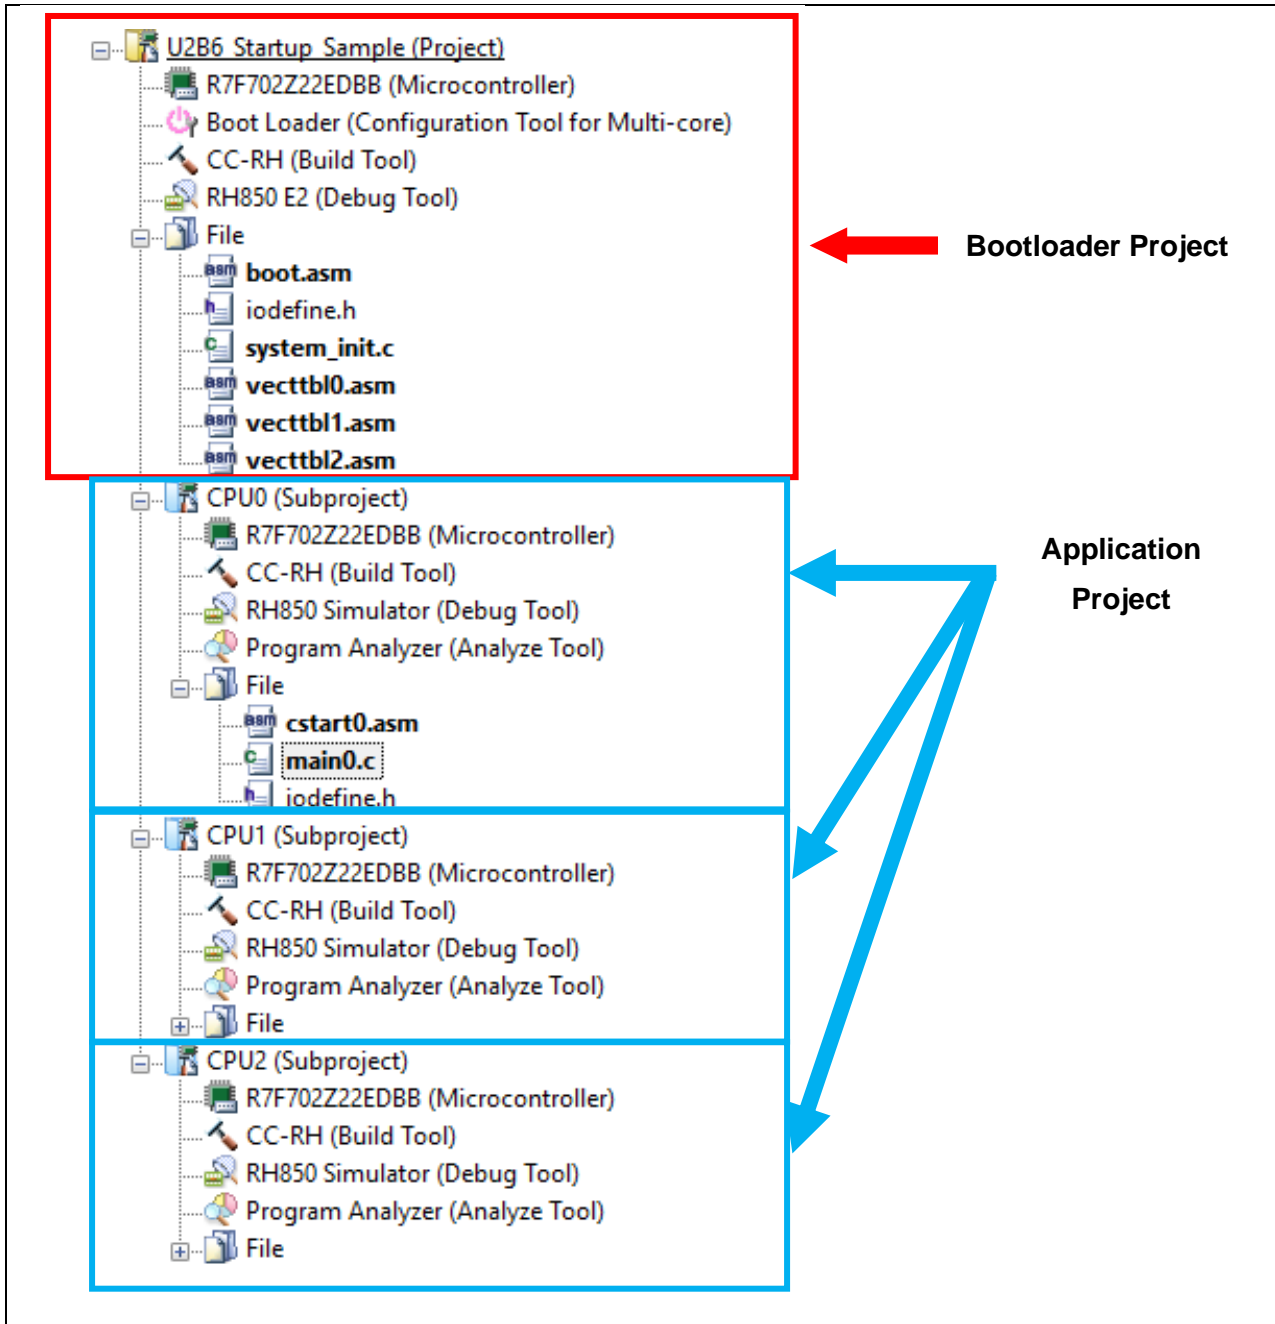 U2B6_Startup_Sample (Project)
R7F702Z22EDBB (Microcontroller)
Boot Loader (Configuration Tool for Multi-core)
CC-RH (Build Tool)
RH850 E2 (Debug Tool)
File
boot.asm
iodefine.h
system_init.c
vecttbl0.asm
vecttbl1.asm
vecttbl2.asm
Bootloader Project
CPU0 (Subproject)
R7F702Z22EDBB (Microcontroller)
CC-RH (Build Tool)
RH850 Simulator (Debug Tool)
Program Analyzer (Analyze Tool)
File
cstart0.asm
main0.c
iodefine.h
Application
Project
CPU1 (Subproject)
R7F702Z22EDBB (Microcontroller)
CC-RH (Build Tool)
RH850 Simulator (Debug Tool)
Program Analyzer (Analyze Tool)
File
CPU2 (Subproject)
R7F702Z22EDBB (Microcontroller)
CC-RH (Build Tool)
RH850 Simulator (Debug Tool)
Program Analyzer (Analyze Tool)
File